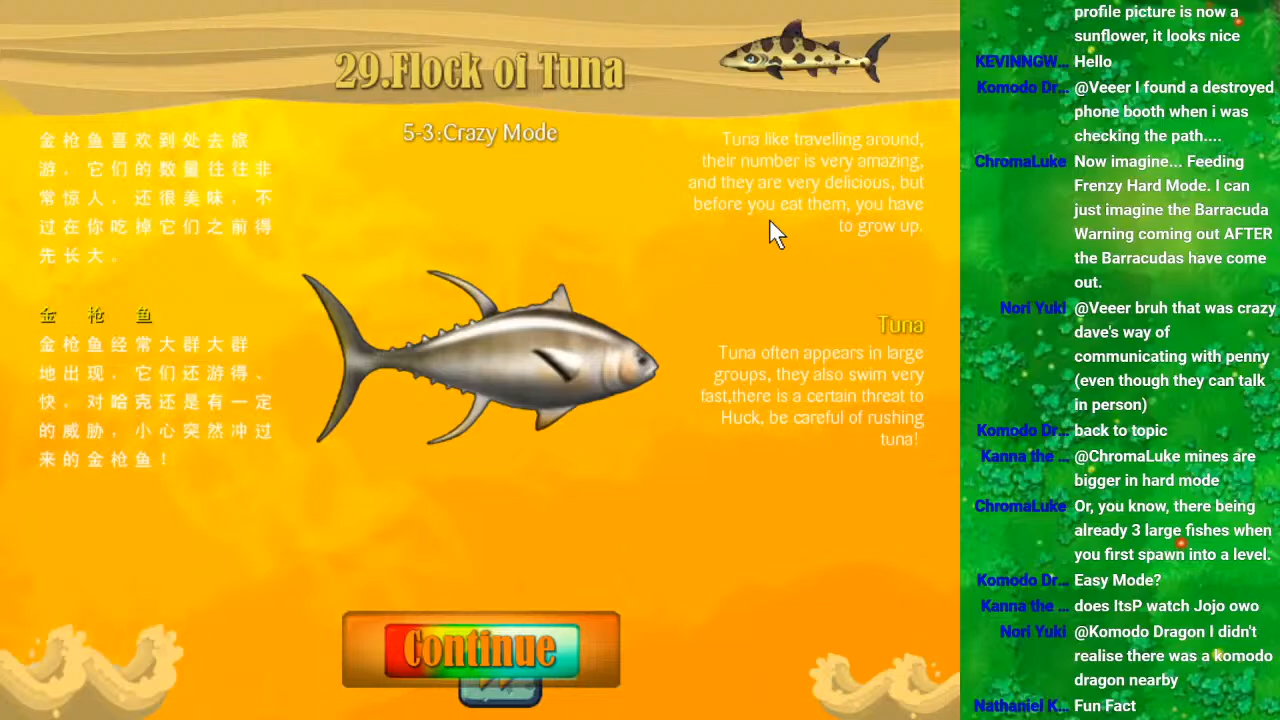 29.Flock of Tuna
5-3:Crazy Mode
金枪鱼喜欢到处去旅
游，它们的数量往往非
常惊人，还很美味，不
过在你吃掉它们之前得
先长大。
金枪鱼
金枪鱼经常大群大群
地出现，它们还游得、
快，对哈克还是有一定
的威胁，小心突然冲过
来的金枪鱼！
Tuna like travelling around,
their number is very amazing,
and they are very delicious, but
before you eat them, you have
to grow up.
Tuna
Tuna often appears in large
groups, they also swim very
fast,there is a certain threat to
Huck, be careful of rushing
tuna!
Continue
profile picture is now a
sunflower, it looks nice
KEVINNGW... Hello
Komodo Dr... @Veeer I found a destroyed
phone booth when i was
checking the path....
ChromaLuke Now imagine... Feeding
Frenzy Hard Mode. I can
just imagine the Barracuda
Warning coming out AFTER
the Barracudas have come
out.
Nori Yuki @Veeer bruh that was crazy
dave's way of
communicating with penny
(even though they can talk
in person)
Komodo Dr... back to topic
Kanna the ... @ChromaLuke mines are
bigger in hard mode
ChromaLuke Or, you know, there being
already 3 large fishes when
you first spawn into a level.
Komodo Dr... Easy Mode?
Kanna the ... does ItsP watch Jojo owo
Nori Yuki @Komodo Dragon I didn't
realise there was a komodo
dragon nearby
Nathaniel K... Fun Fact